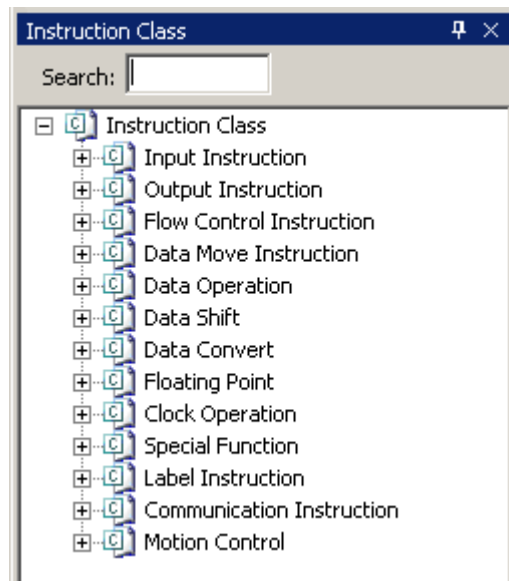 Instruction Class
Search:
Instruction Class
Input Instruction
Output Instruction
Flow Control Instruction
Data Move Instruction
Data Operation
Data Shift
Data Convert
Floating Point
Clock Operation
Special Function
Label Instruction
Communication Instruction
Motion Control